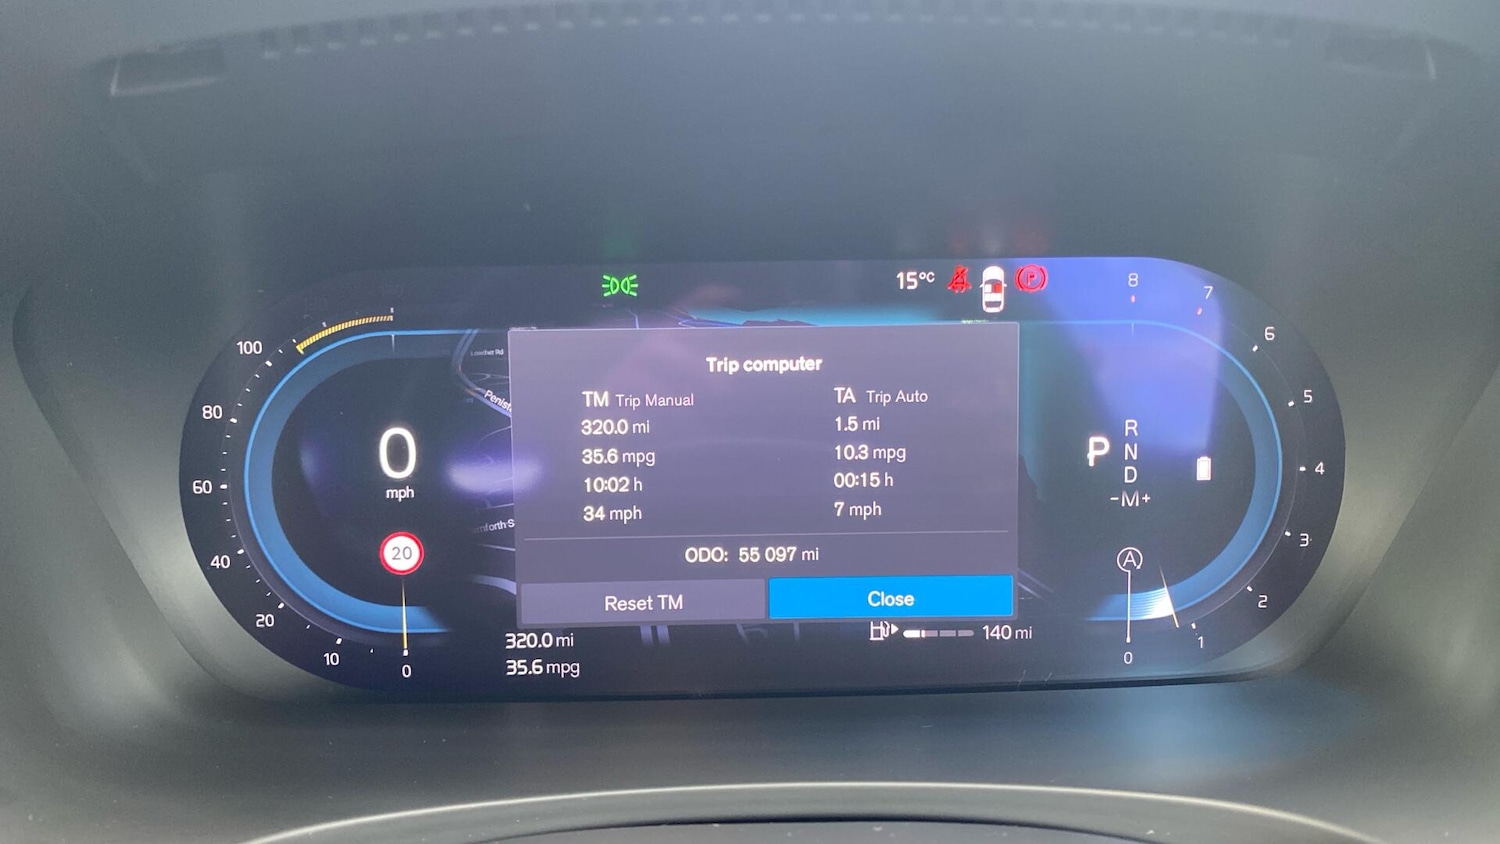 15°C
8
7
6
5
4
3
2
1
0
100
80
60
40
20
10
0
0
mph
20
Trip computer
TM Trip Manual
320.0 mi
35.6 mpg
10:02 h
34 mph
TA Trip Auto
1.5 mi
10.3 mpg
00:15 h
7 mph
ODO: 55 097 mi
Reset TM
Close
P
R
N
D
-M+
A
P
320.0 mi
35.6 mpg
140 mi